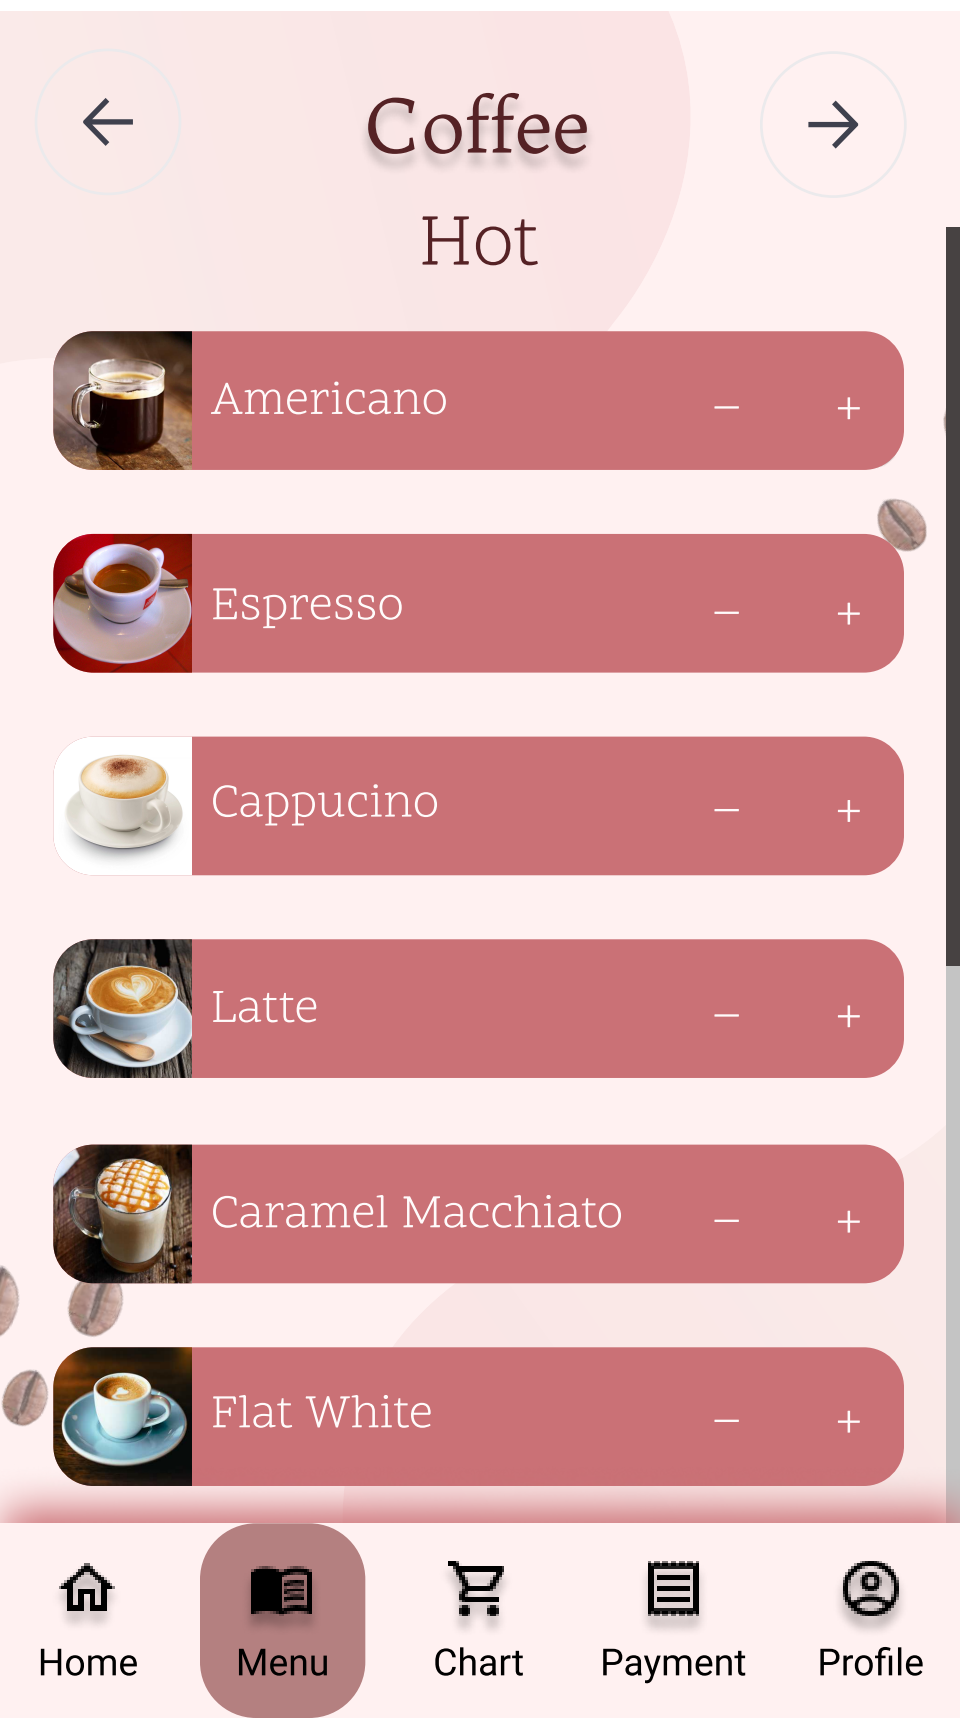 Coffee
Hot
Americano − +
Espresso − +
Cappucino − +
Latte − +
Caramel Macchiato − +
Flat White − +
Home Menu Chart Payment Profile